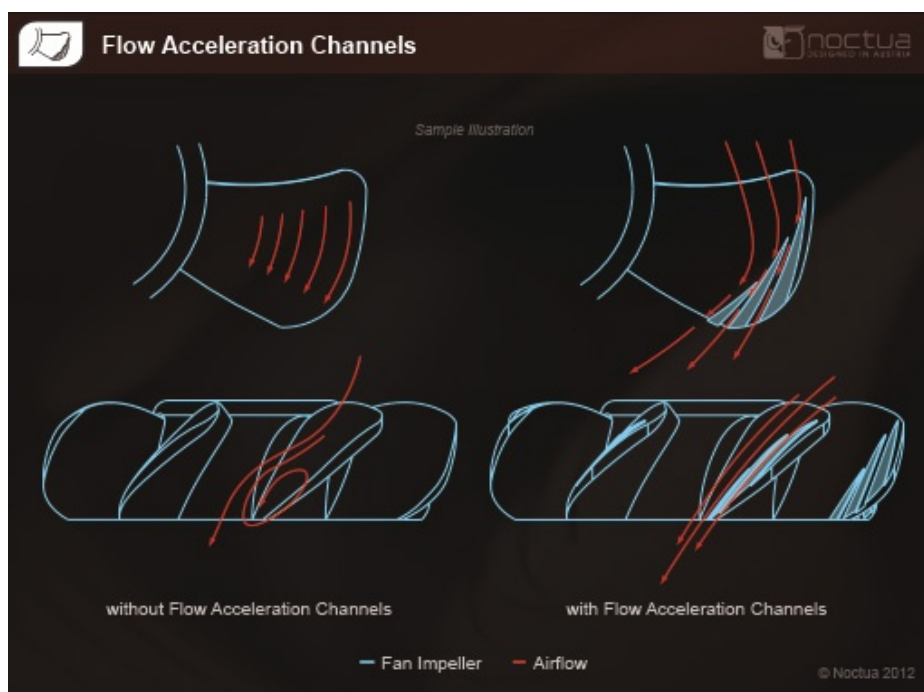 Flow Acceleration Channels
noctua
DESIGNED IN AUSTRIA
Sample Illustration
without Flow Acceleration Channels
with Flow Acceleration Channels
Fan Impeller
Airflow
© Noctua 2012